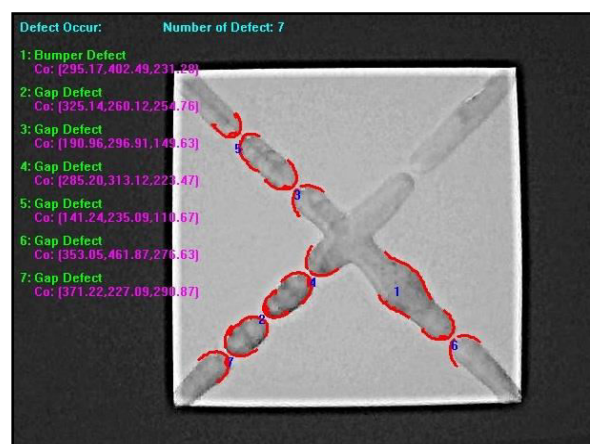 Defect Occur: Number of Defect: 7
1: Bumper Defect
Co: (295.17,402.49,231.28)
2: Gap Defect
Co: (325.14,260.12,254.76)
3: Gap Defect
Co: (190.96,296.91,149.63)
4: Gap Defect
Co: (285.20,313.12,223.47)
5: Gap Defect
Co: (141.24,235.09,110.67)
6: Gap Defect
Co: (353.05,461.87,276.63)
7: Gap Defect
Co: (371.22,227.09,290.87)
5
3
4
1
2
6
7